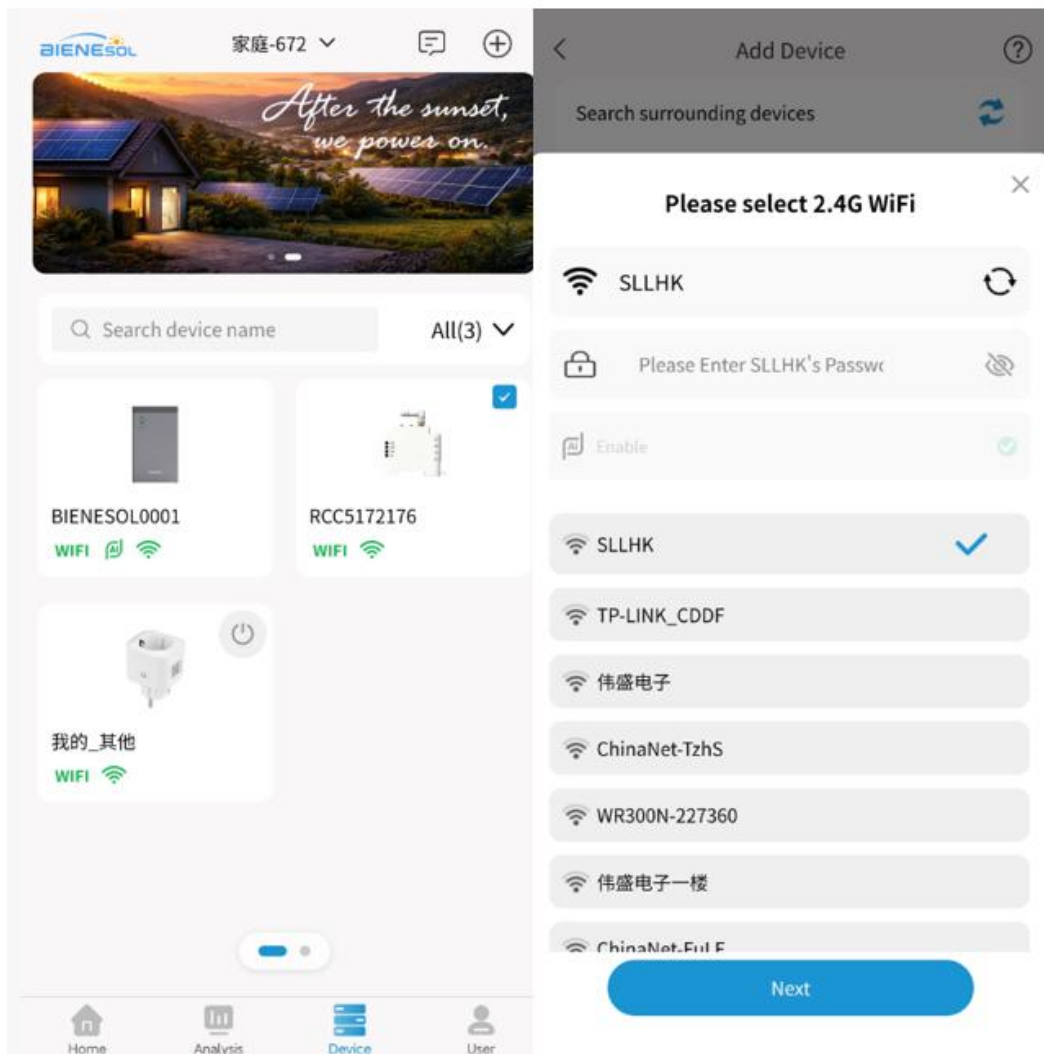 BIENESOL
家庭-672
After the sunset,
we power on.
Search device name
All(3)
BIENESOL0001
WIFI AI
RCC5172176
WIFI
我的_其他
WIFI
Home
Analysis
Device
User
Add Device
Search surrounding devices
Please select 2.4G WiFi
SLLHK
Please Enter SLLHK's Passw
AI Enable
SLLHK
TP-LINK_CDDF
伟盛电子
ChinaNet-TzhS
WR300N-227360
伟盛电子一楼
Next